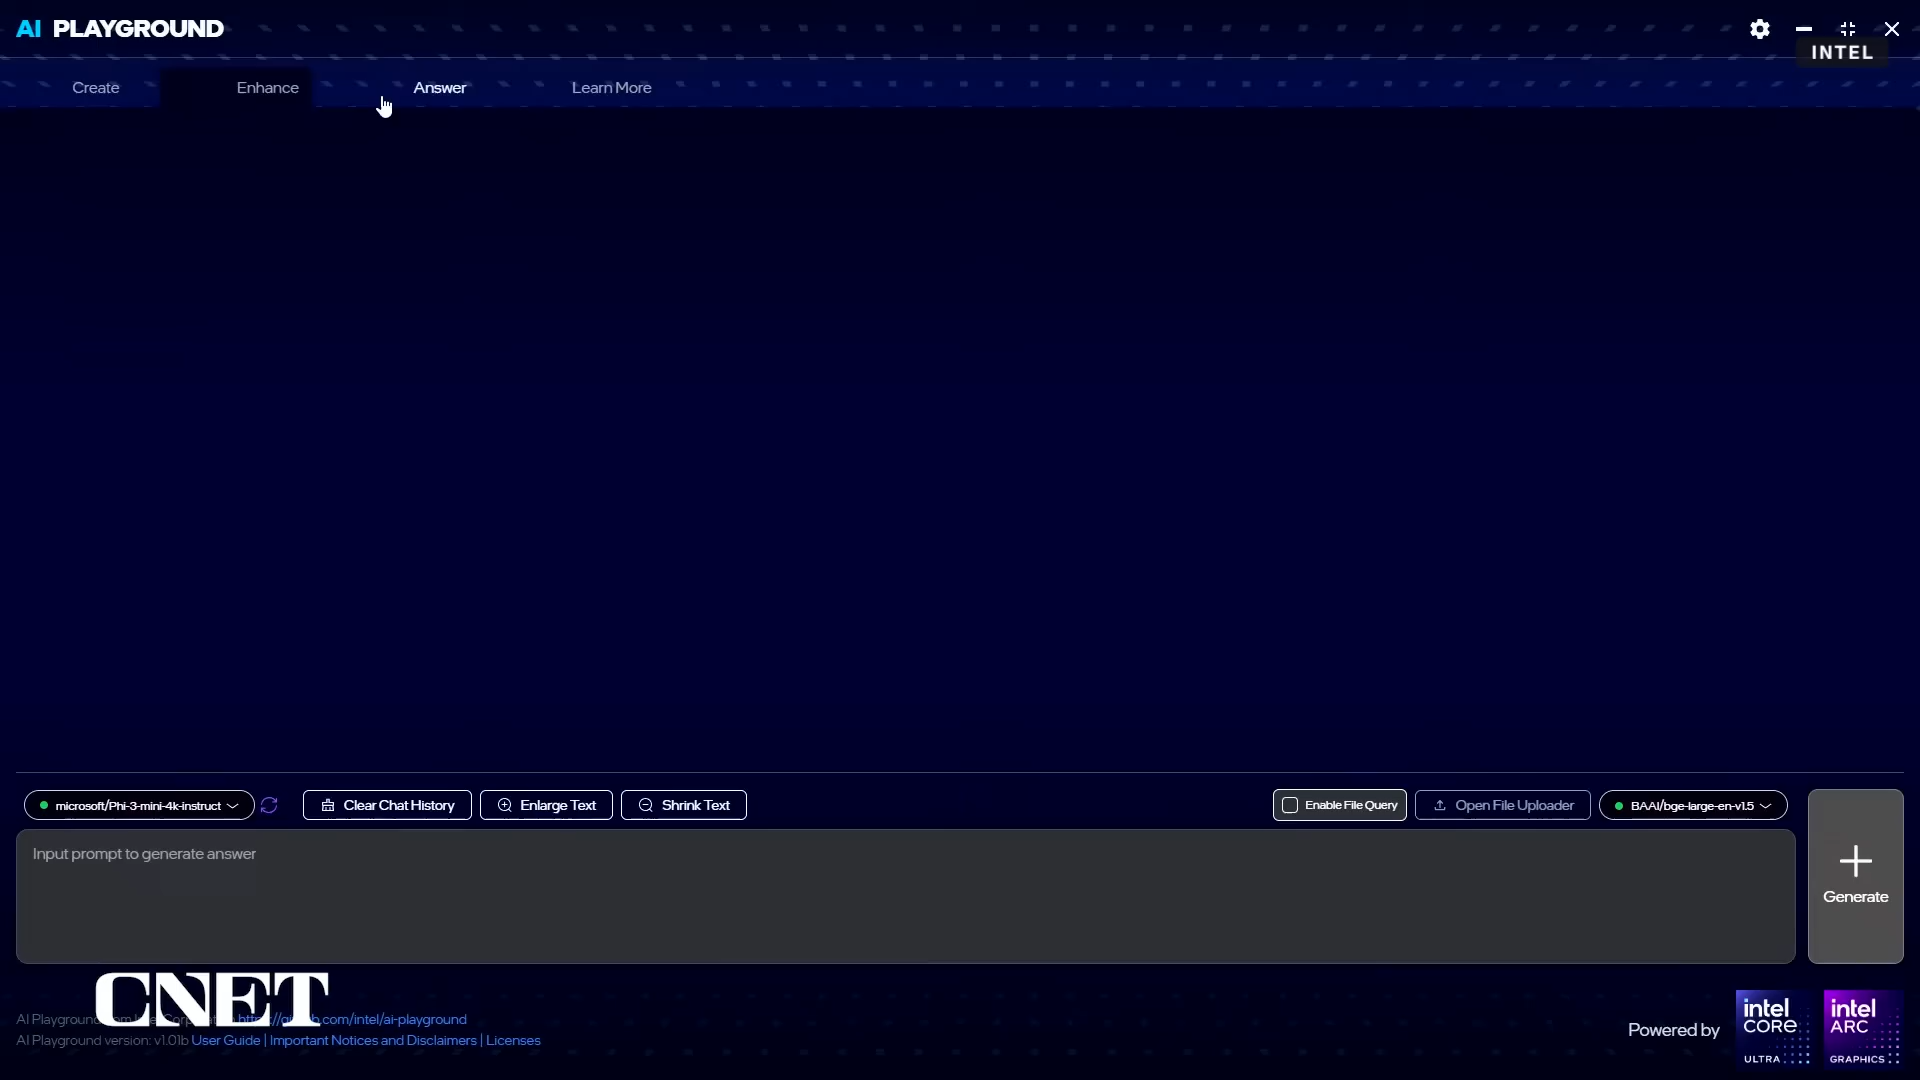 AI PLAYGROUND
INTEL
Create Enhance Answer Learn More
microsoft/Phi-3-mini-4k-instruct Clear Chat History Enlarge Text Shrink Text Enable File Query Open File Uploader BAAI/bge-large-en-v1.5
Input prompt to generate answer
Generate
CNET
AI Playground https://github.com/intel/ai-playground
AI Playground version: v1.01b User Guide | Important Notices and Disclaimers | Licenses
Powered by
intel CORE ULTRA
intel ARC GRAPHICS